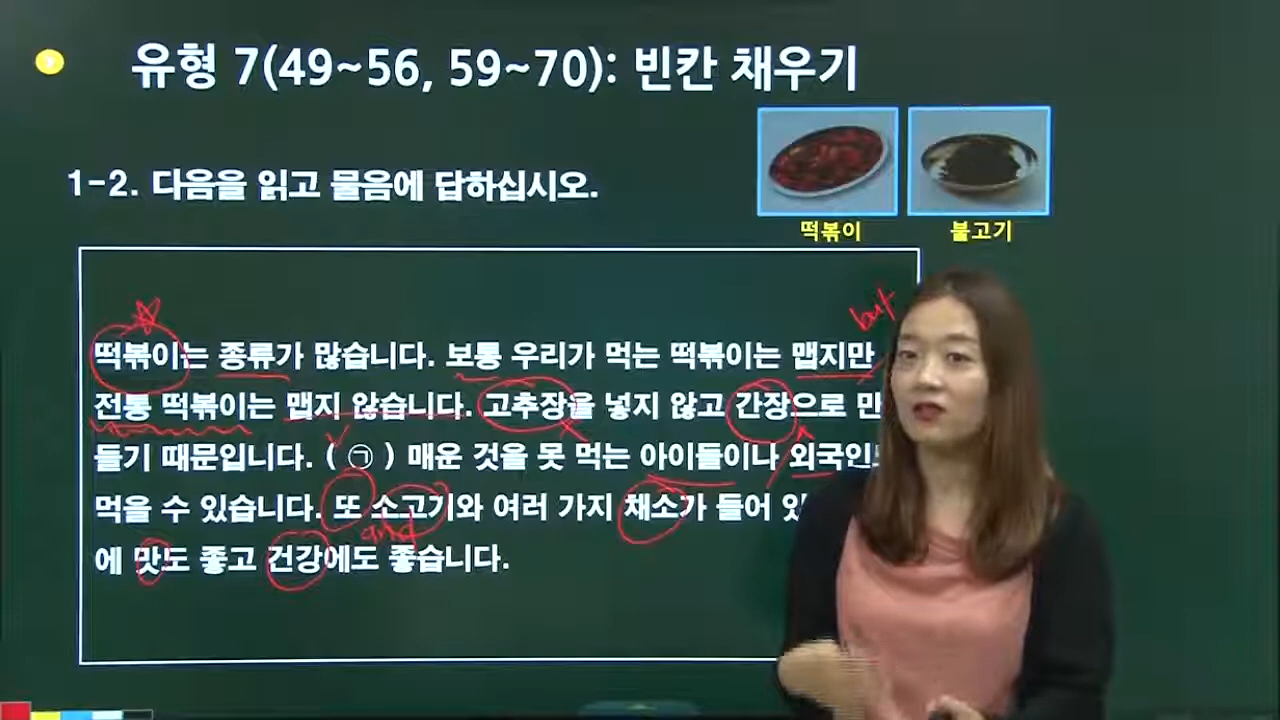 유형 7(49~56, 59~70): 빈칸 채우기
1-2. 다음을 읽고 물음에 답하십시오.
떡볶이
불고기
but
떡볶이는 종류가 많습니다. 보통 우리가 먹는 떡볶이는 맵지만
전통 떡볶이는 맵지 않습니다. 고추장을 넣지 않고 간장으로 만
들기 때문입니다. ( ㉠ ) 매운 것을 못 먹는 아이들이나
먹을 수 있습니다. 또 소고기와 여러 가지 채소가 들어
and
에 맛도 좋고 건강에도 좋습니다.